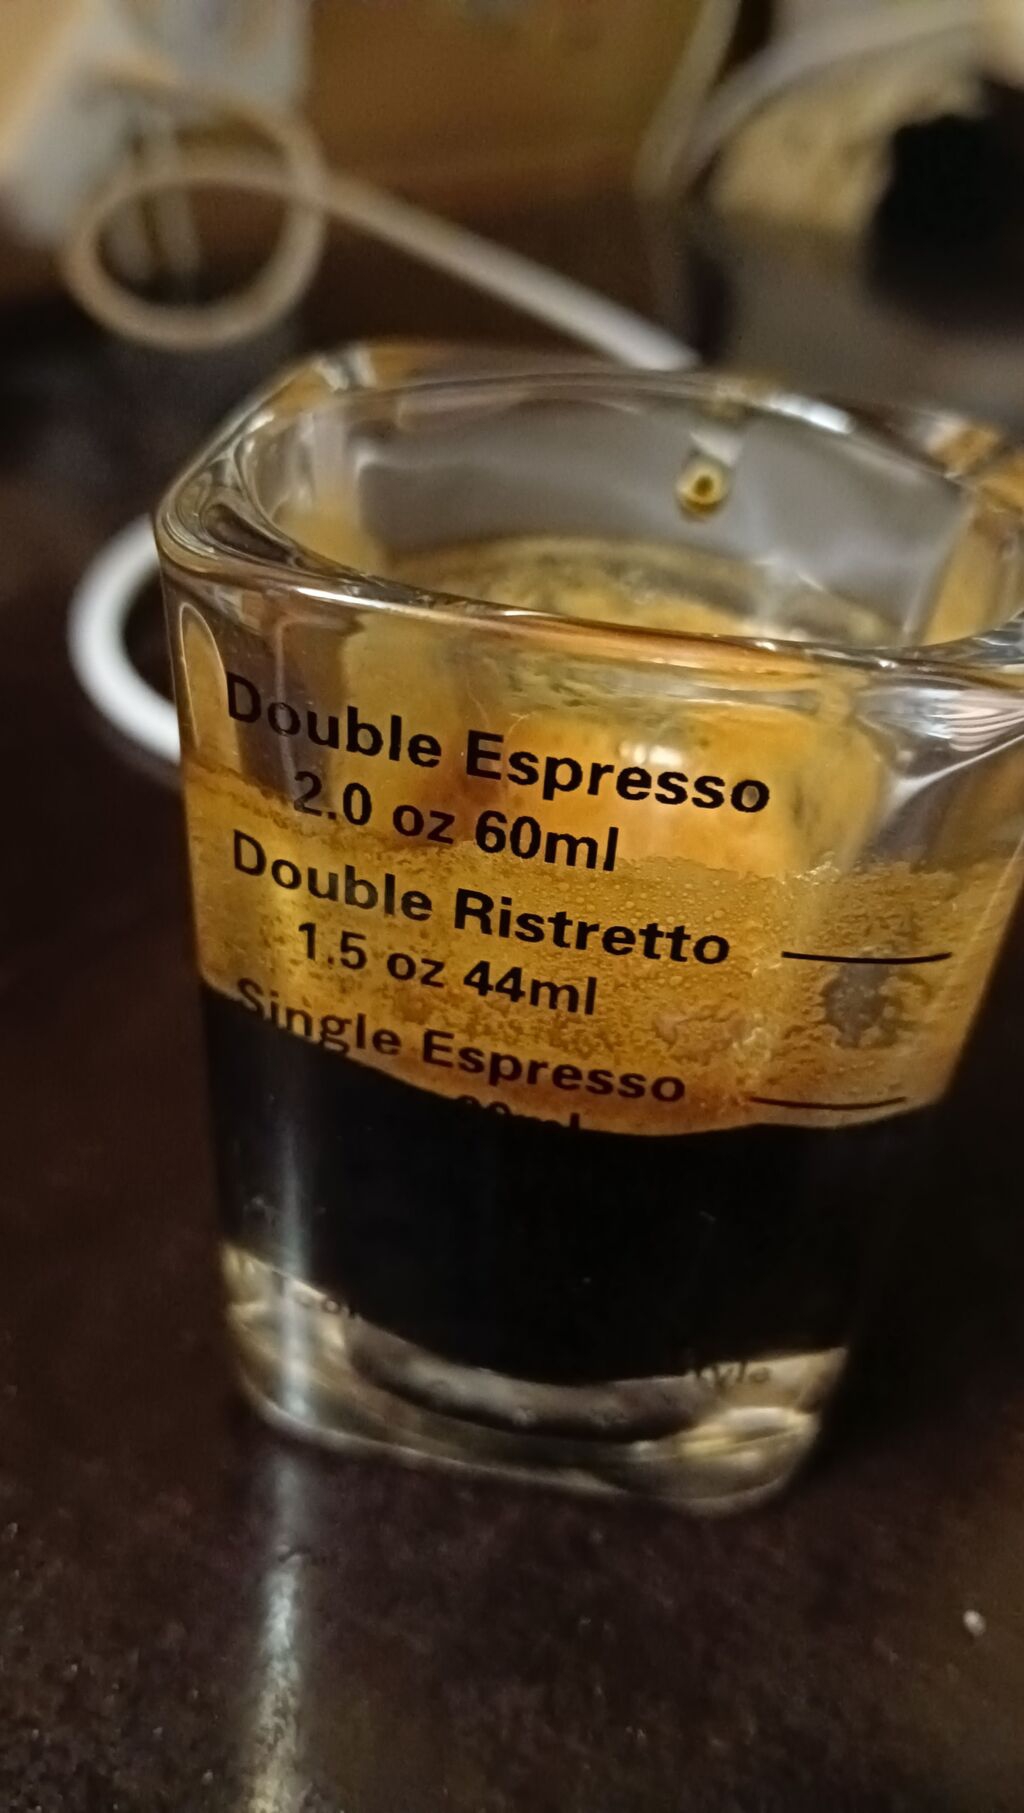 Double Espresso
2.0 oz 60ml
Double Ristretto
1.5 oz 44ml
Single Espresso